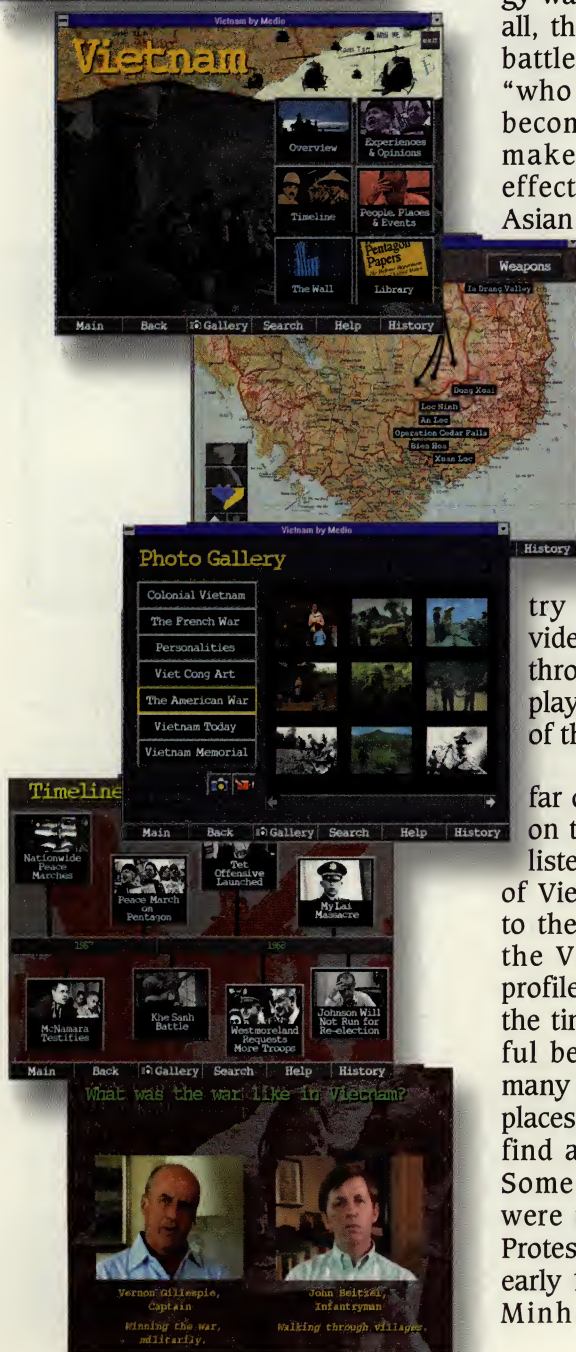 Vietnam by Medio
Vietnam
Overview
Experiences
& Opinions
Timeline
People, Places
& Events
The Wall
Pentagon
Papers
Library
Main Back Gallery Search Help History
Weapons
Ia Drang Valley
Dong Xoai
Loc Ninh
An Loc
Operation Cedar Falls
Bien Hoa
Xuan Loc
History
Vietnam by Medio
Photo Gallery
Colonial Vietnam
The French War
Personalities
Viet Cong Art
The American War
Vietnam Today
Vietnam Memorial
Main Back Gallery Search Help History
Timeline
Nationwide
Peace
Marches
Peace March
on
Pentagon
Tet
Offensive
Launched
My Lai
Massacre
1967 1968
McNamara
Testifies
Khe Sanh
Battle
Westmoreland
Requests
More Troops
Johnson Will
Not Run for
Re-election
Main Back Gallery Search Help History
What was the war like in Vietnam?
Vernon Gillespie,
Captain
Winning the war,
militarily.
John Beitzel,
Infantryman
Walking through villages.
gy wa
all, th
battle
“who
becon
make
effect
Asian
try
vide
thro
play
of th
far o
on t
liste
of Vie
to the
the V
profile
the tin
ful be
many
places
find a
Some
were
Protes
early f
Minh